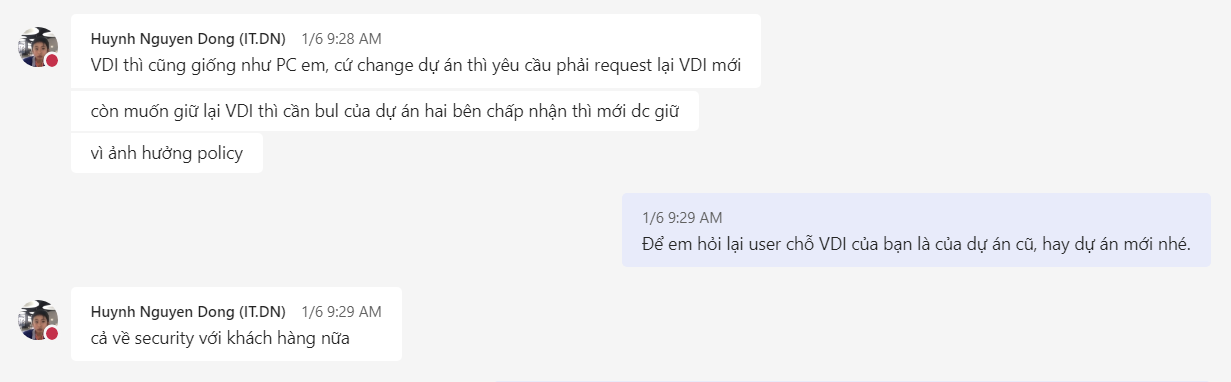 Huynh Nguyen Dong (IT.DN) 1/6 9:28 AM
VDI thì cũng giống như PC em, cứ change dự án thì yêu cầu phải request lại VDI mới
còn muốn giữ lại VDI thì cần bul của dự án hai bên chấp nhận thì mới dc giữ
vì ảnh hưởng policy
1/6 9:29 AM
Để em hỏi lại user chỗ VDI của bạn là của dự án cũ, hay dự án mới nhé.
Huynh Nguyen Dong (IT.DN) 1/6 9:29 AM
cả về security với khách hàng nữa